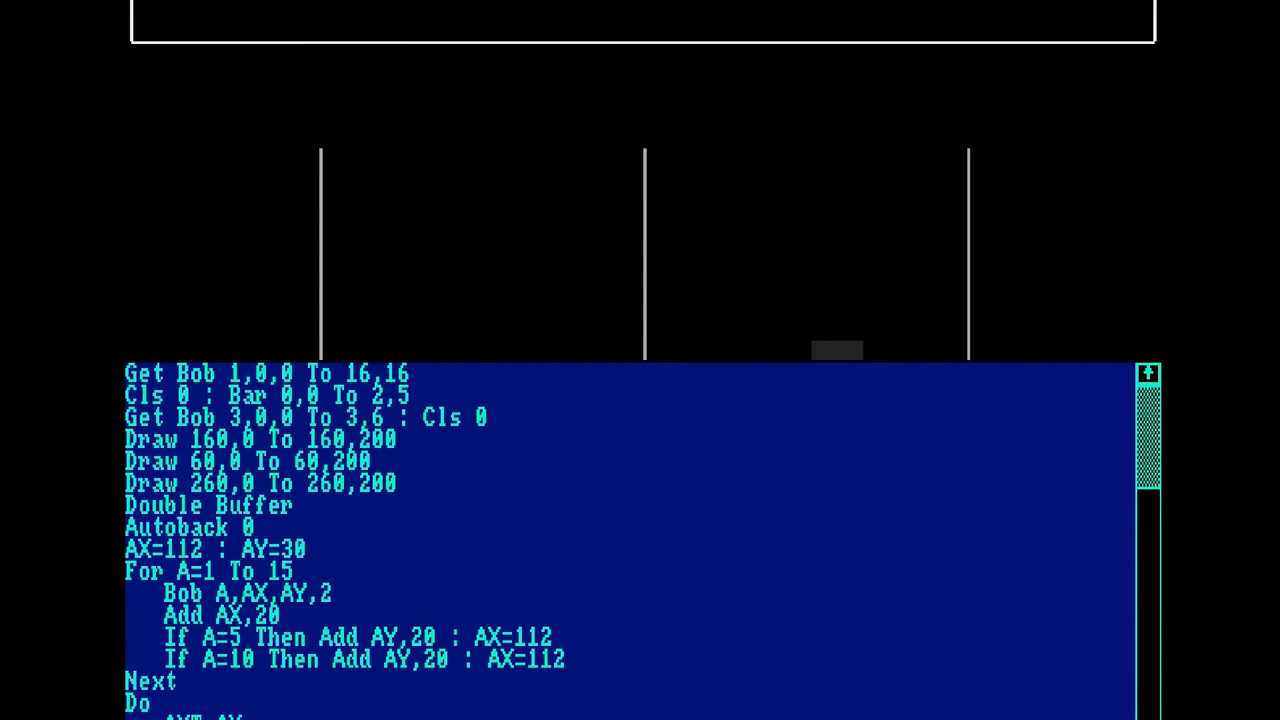 Get Bob 1,0,0 To 16,16
Cls 0 : Bar 0,0 To 2,5
Get Bob 3,0,0 To 3,6 : Cls 0
Draw 160,0 To 160,200
Draw 60,0 To 60,200
Draw 260,0 To 260,200
Double Buffer
Autoback 0
AX=112 : AY=30
For A=1 To 15
   Bob A,AX,AY,2
   Add AX,20
   If A=5 Then Add AY,20 : AX=112
   If A=10 Then Add AY,20 : AX=112
Next
Do